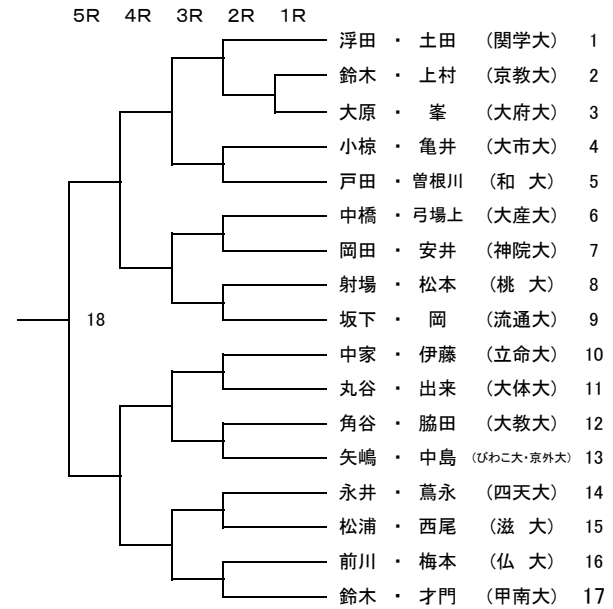 5R 4R 3R 2R 1R
浮田 ・ 土田 (関学大) 1
鈴木 ・ 上村 (京教大) 2
大原 ・ 峯 (大府大) 3
小椋 ・ 亀井 (大市大) 4
戸田 ・ 曽根川 (和 大) 5
中橋 ・ 弓場上 (大産大) 6
岡田 ・ 安井 (神院大) 7
射場 ・ 松本 (桃 大) 8
18
坂下 ・ 岡 (流通大) 9
中家 ・ 伊藤 (立命大) 10
丸谷 ・ 出来 (大体大) 11
角谷 ・ 脇田 (大教大) 12
矢嶋 ・ 中島 (びわこ大・京外大) 13
永井 ・ 蔦永 (四天大) 14
松浦 ・ 西尾 (滋 大) 15
前川 ・ 梅本 (仏 大) 16
鈴木 ・ 才門 (甲南大) 17